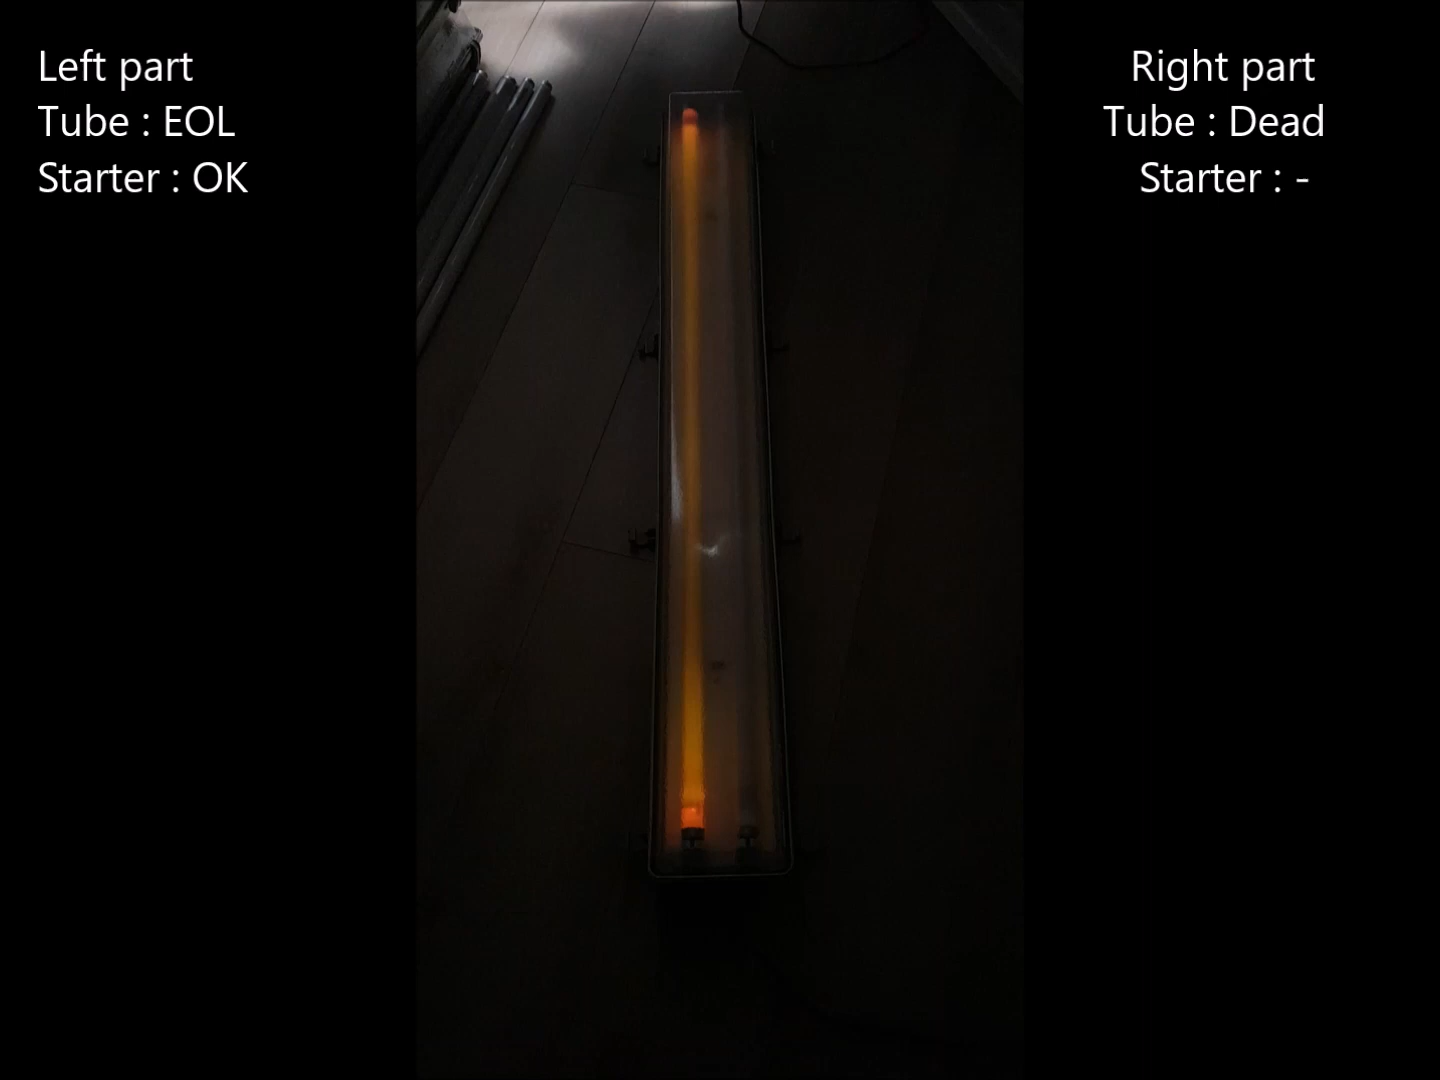 Left part
Tube : EOL
Starter : OK
Right part
Tube : Dead
Starter : -